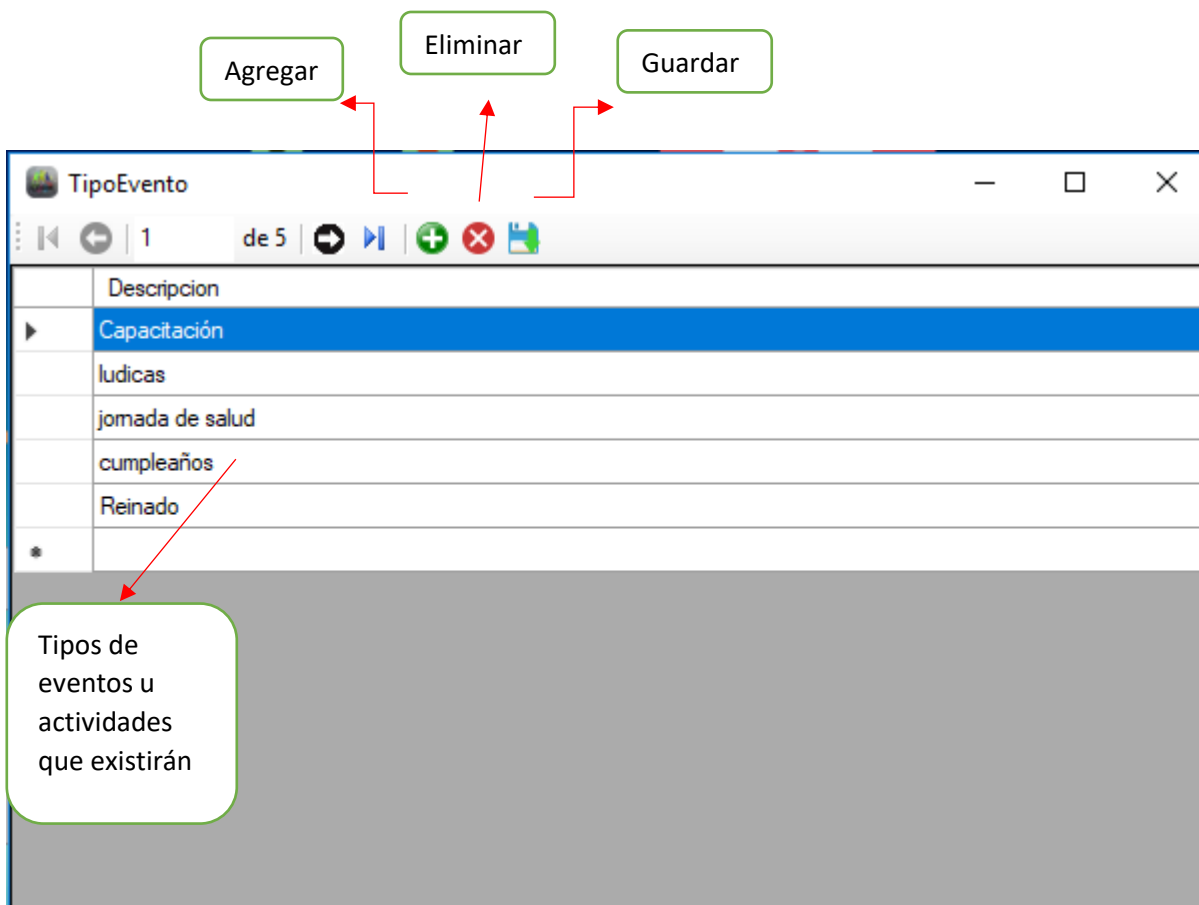 Eliminar
Agregar
Guardar
TipoEvento
1 de 5
Descripcion
Capacitación
ludicas
jornada de salud
cumpleaños
Reinado
Tipos de
eventos u
actividades
que existirán